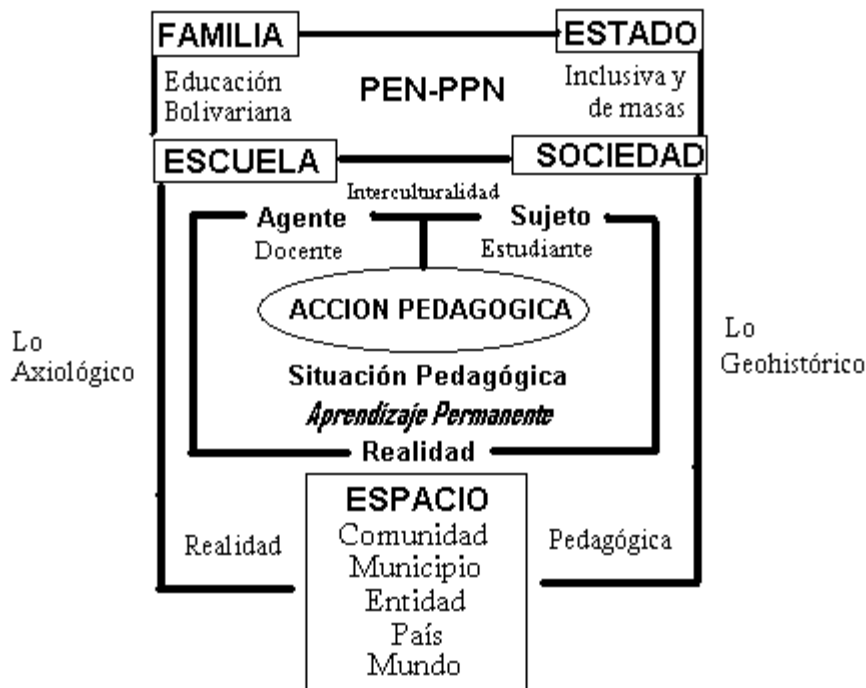 FAMILIA
ESTADO
Educación
Bolivariana
PEN-PPN
Inclusiva y
de masas
ESCUELA
SOCIEDAD
Interculturalidad
Agente
Sujeto
Docente
Estudiante
ACCION PEDAGOGICA
Lo
Axiológico
Lo
Geohistórico
Situación Pedagógica
Aprendizaje Permanente
Realidad
ESPACIO
Comunidad
Municipio
Entidad
País
Mundo
Realidad
Pedagógica